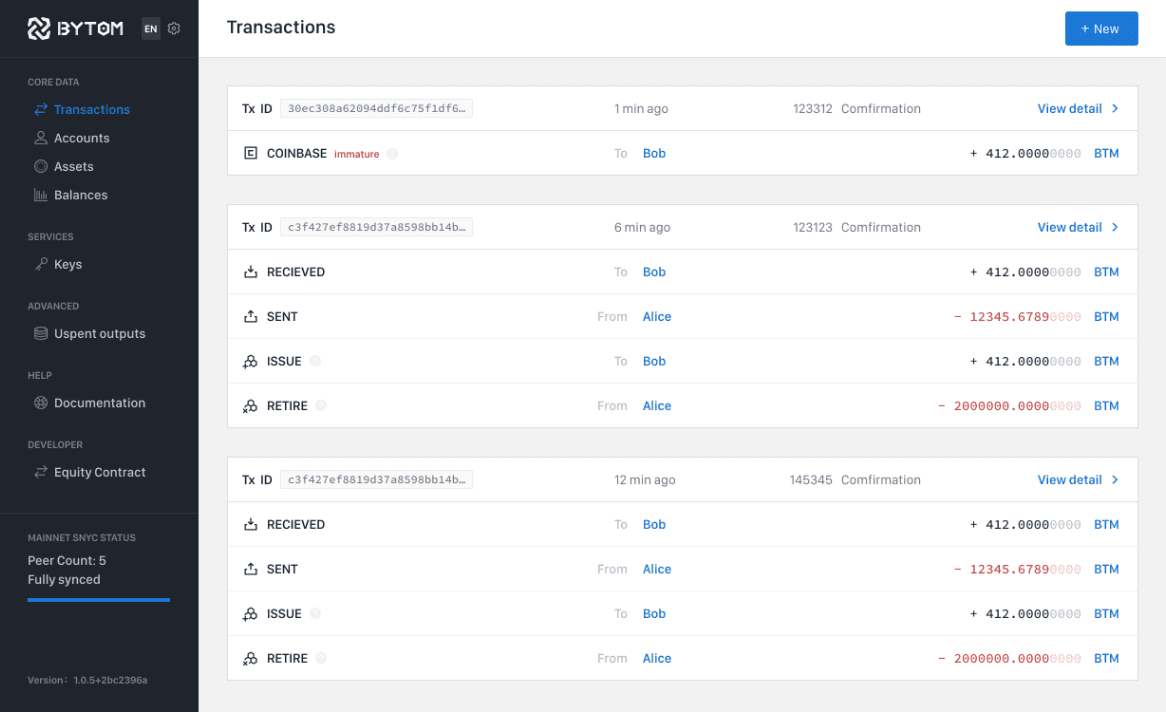 BYTOM EN
CORE DATA
Transactions
Accounts
Assets
Balances
SERVICES
Keys
ADVANCED
Uspent outputs
HELP
Documentation
DEVELOPER
Equity Contract
MAINNET SNYC STATUS
Peer Count: 5
Fully synced
Version: 1.0.5+2bc2396a
Transactions + New
Tx ID 30ec308a62094ddf6c75f1df6… 1 min ago 123312 Comfirmation View detail
COINBASE immature To Bob + 412.00000000 BTM
Tx ID c3f427ef8819d37a8598bb14b… 6 min ago 123123 Comfirmation View detail
RECIEVED To Bob + 412.00000000 BTM
SENT From Alice − 12345.67890000 BTM
ISSUE To Bob + 412.00000000 BTM
RETIRE From Alice − 2000000.00000000 BTM
Tx ID c3f427ef8819d37a8598bb14b… 12 min ago 145345 Comfirmation View detail
RECIEVED To Bob + 412.00000000 BTM
SENT From Alice − 12345.67890000 BTM
ISSUE To Bob + 412.00000000 BTM
RETIRE From Alice − 2000000.00000000 BTM